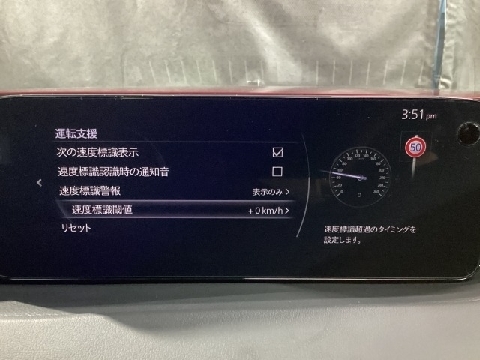 3:51 pm
運転支援
次の速度標識表示
速度標識認識時の通知音
速度標識警報 表示のみ
速度標識閾値 +0km/h
リセット
50
速度標識超過のタイミングを
設定します。